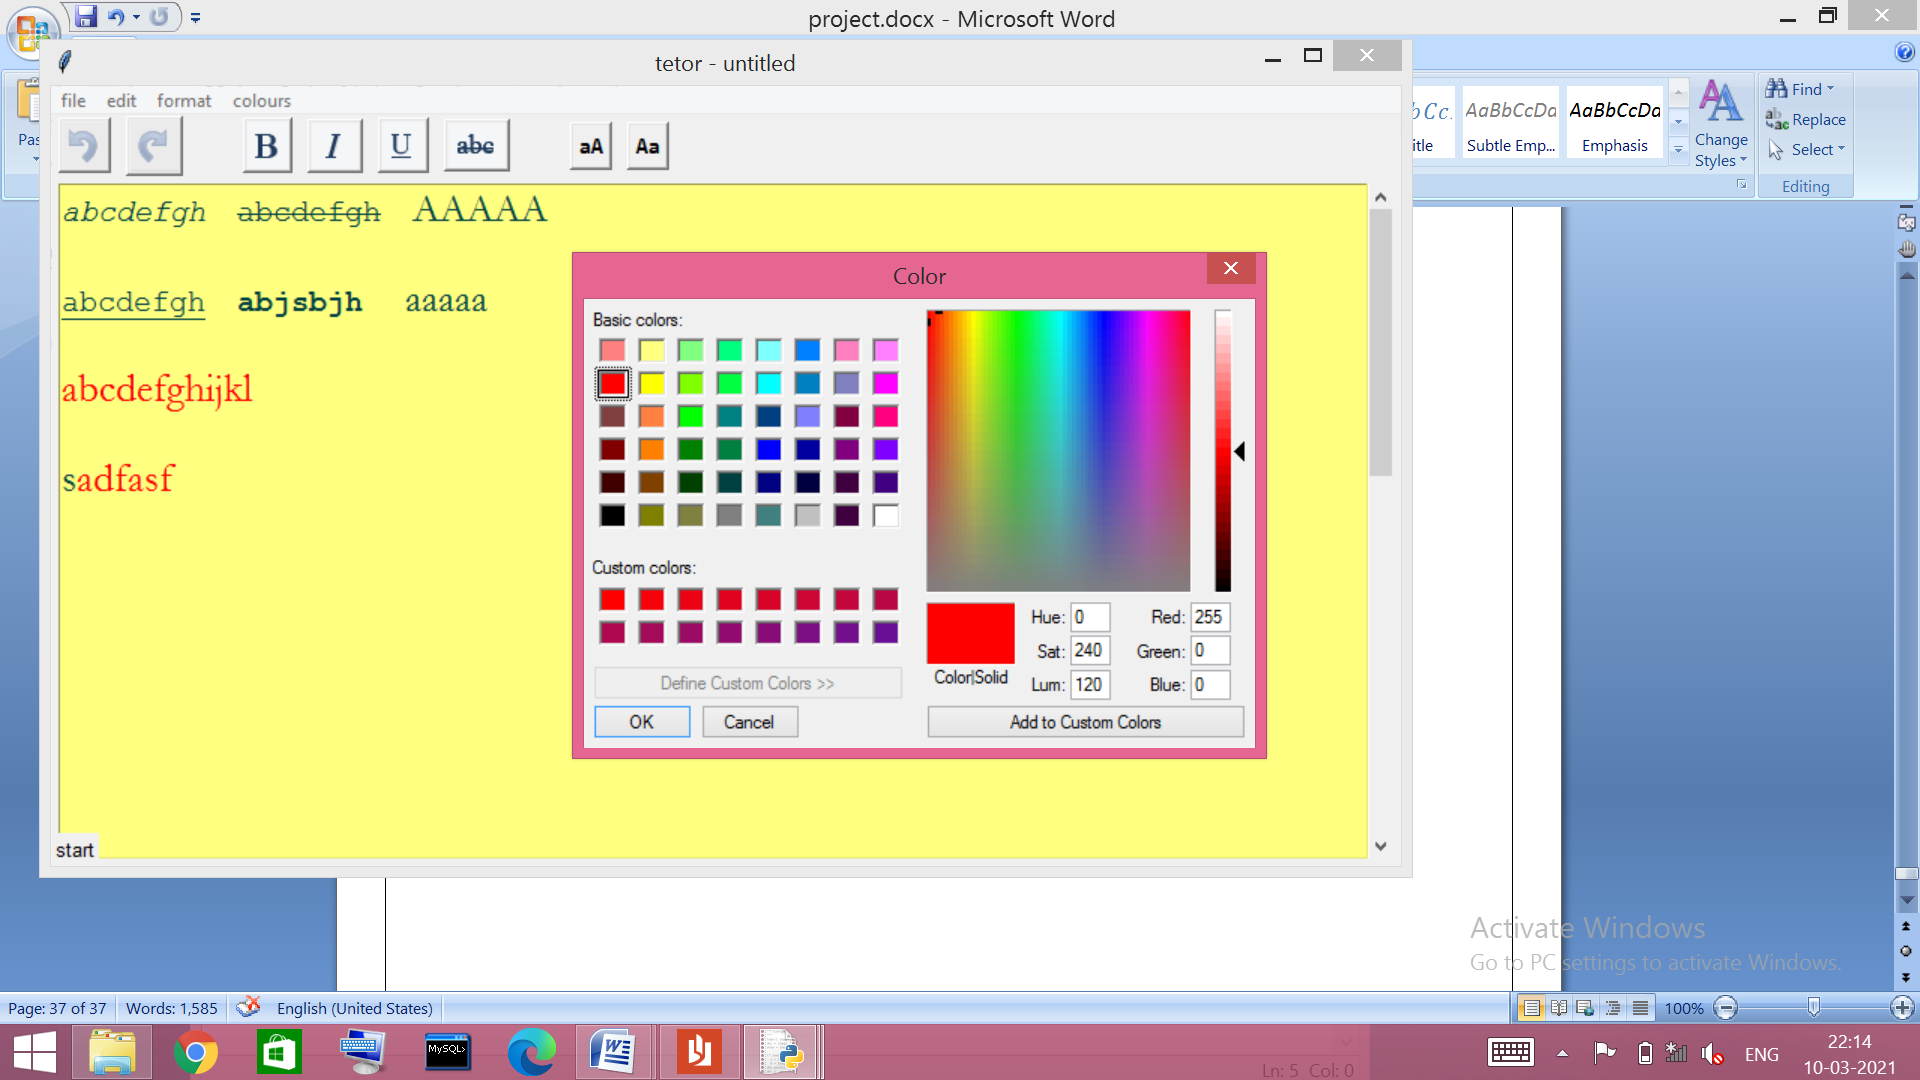 project.docx - Microsoft Word
tetor - untitled
file edit format colours
B I U abc aA Aa
Pas
AaBbCcDa AaBbCcDa
Subtle Emp... Emphasis
Change
Styles
Find
Replace
Select
Editing
abcdefgh abcdefgh AAAAA
abcdefgh abjsbjh aaaaa
abcdefghijkl
sadfasf
start
Color
Basic colors:
Custom colors:
Define Custom Colors >>
OK Cancel
Hue: 0 Red: 255
Sat: 240 Green: 0
Color|Solid
Lum: 120 Blue: 0
Add to Custom Colors
Activate Windows
Go to PC settings to activate Windows.
Page: 37 of 37 Words: 1,585 English (United States) 100%
MySQL>
Ln: 5 Col: 0
ENG
22:14
10-03-2021